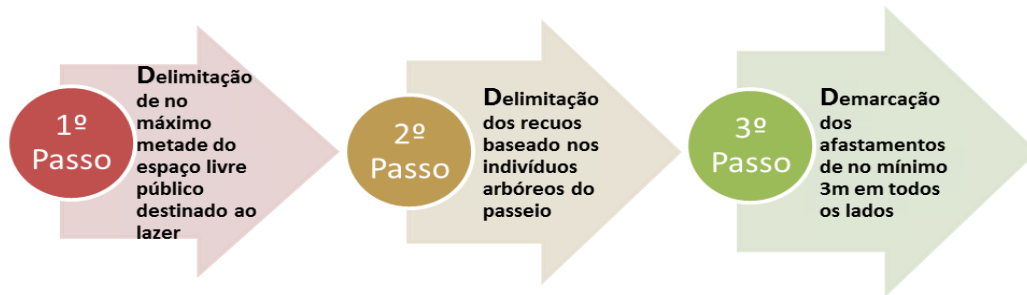 1º
Passo
Delimitação
de no
máximo
metade do
espaço livre
público
destinado ao
lazer
2º
Passo
Delimitação
dos recuos
baseado nos
indivíduos
arbóreos do
passeio
3º
Passo
Demarcação
dos
afastamentos
de no mínimo
3m em todos
os lados